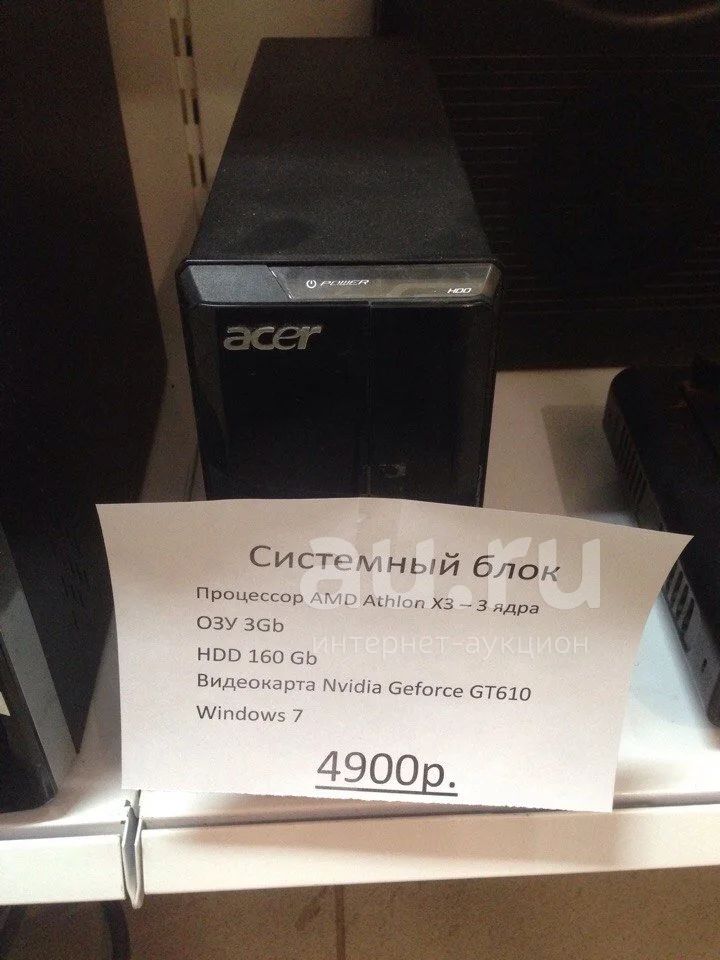 POWER
HDD
acer
Системный блок
Процессор AMD Athlon X3 – 3 ядра
ОЗУ 3Gb
HDD 160 Gb
Видеокарта Nvidia Geforce GT610
Windows 7
4900р.
au.ru
интернет-аукцион